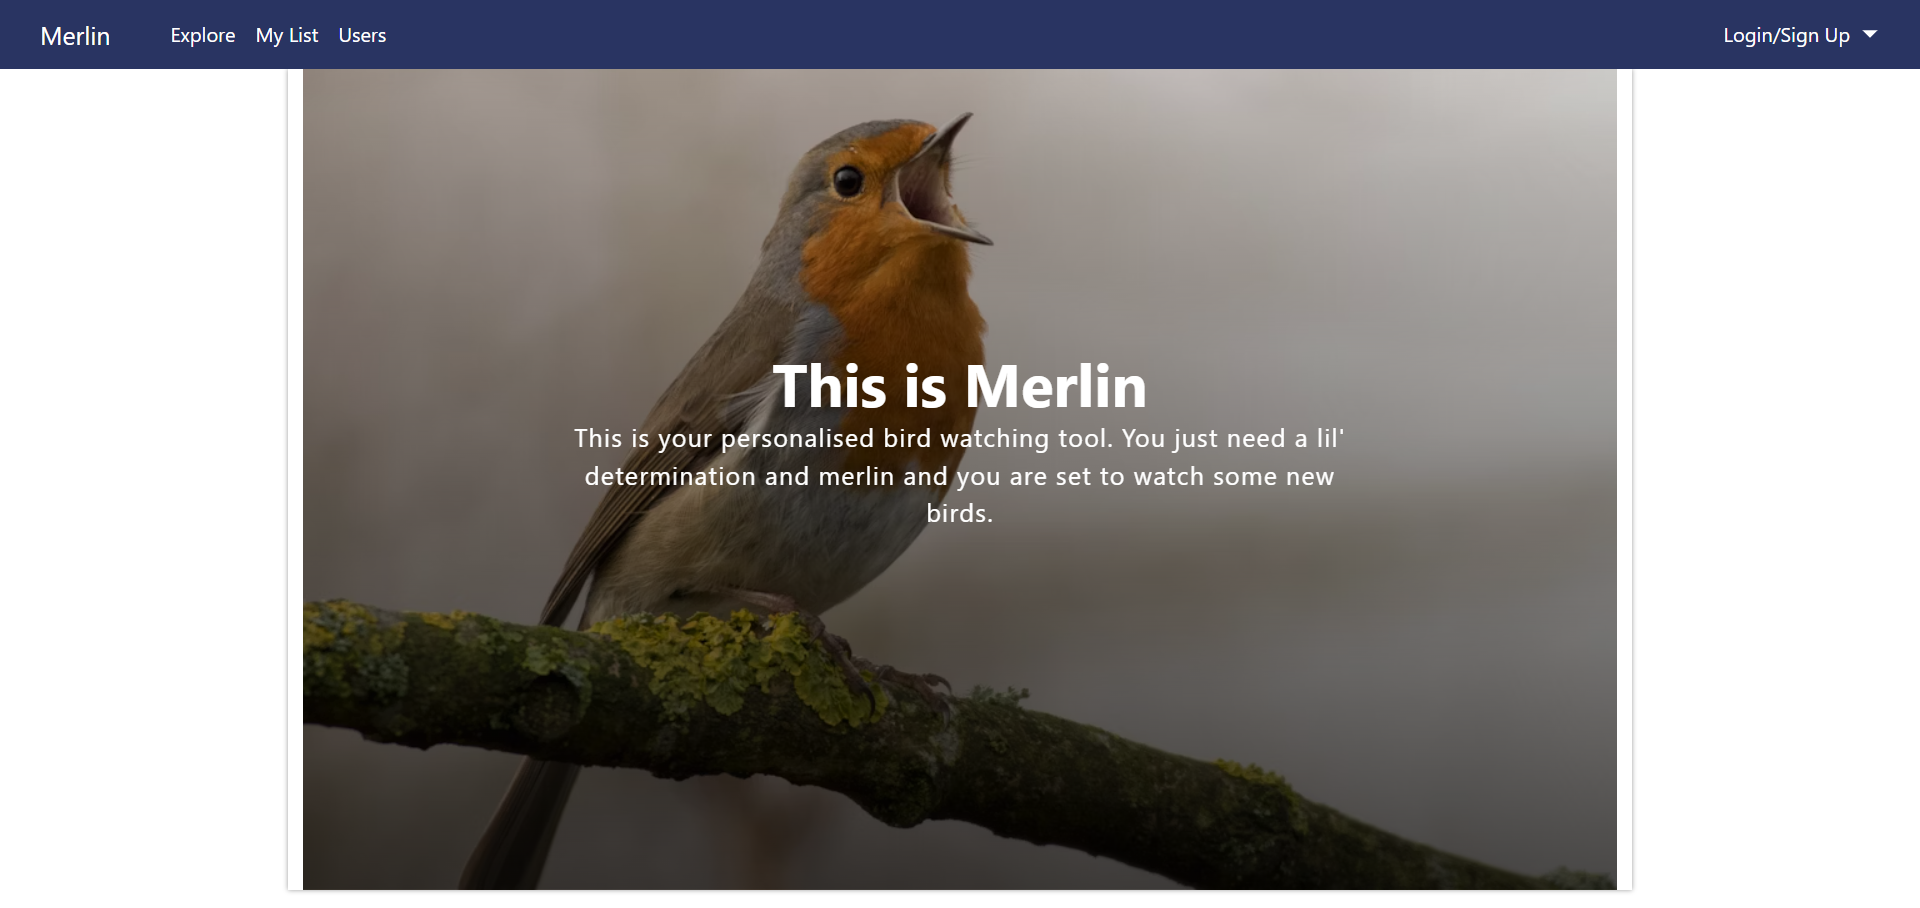 Merlin Explore My List Users Login/Sign Up
This is Merlin
This is your personalised bird watching tool. You just need a lil'
determination and merlin and you are set to watch some new
birds.